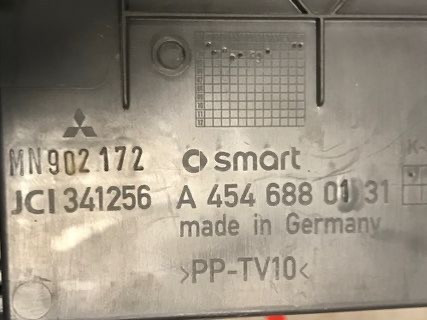 MN902172 smart
JCI 341256 A 454 688 01 31
made in Germany
>PP-TV10<